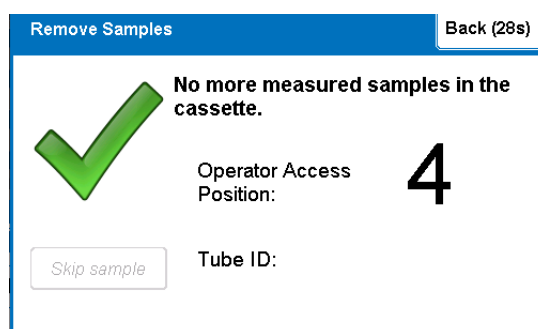 Remove Samples
Back (28s)
No more measured samples in the
cassette.
Operator Access
Position:
4
Skip sample
Tube ID: